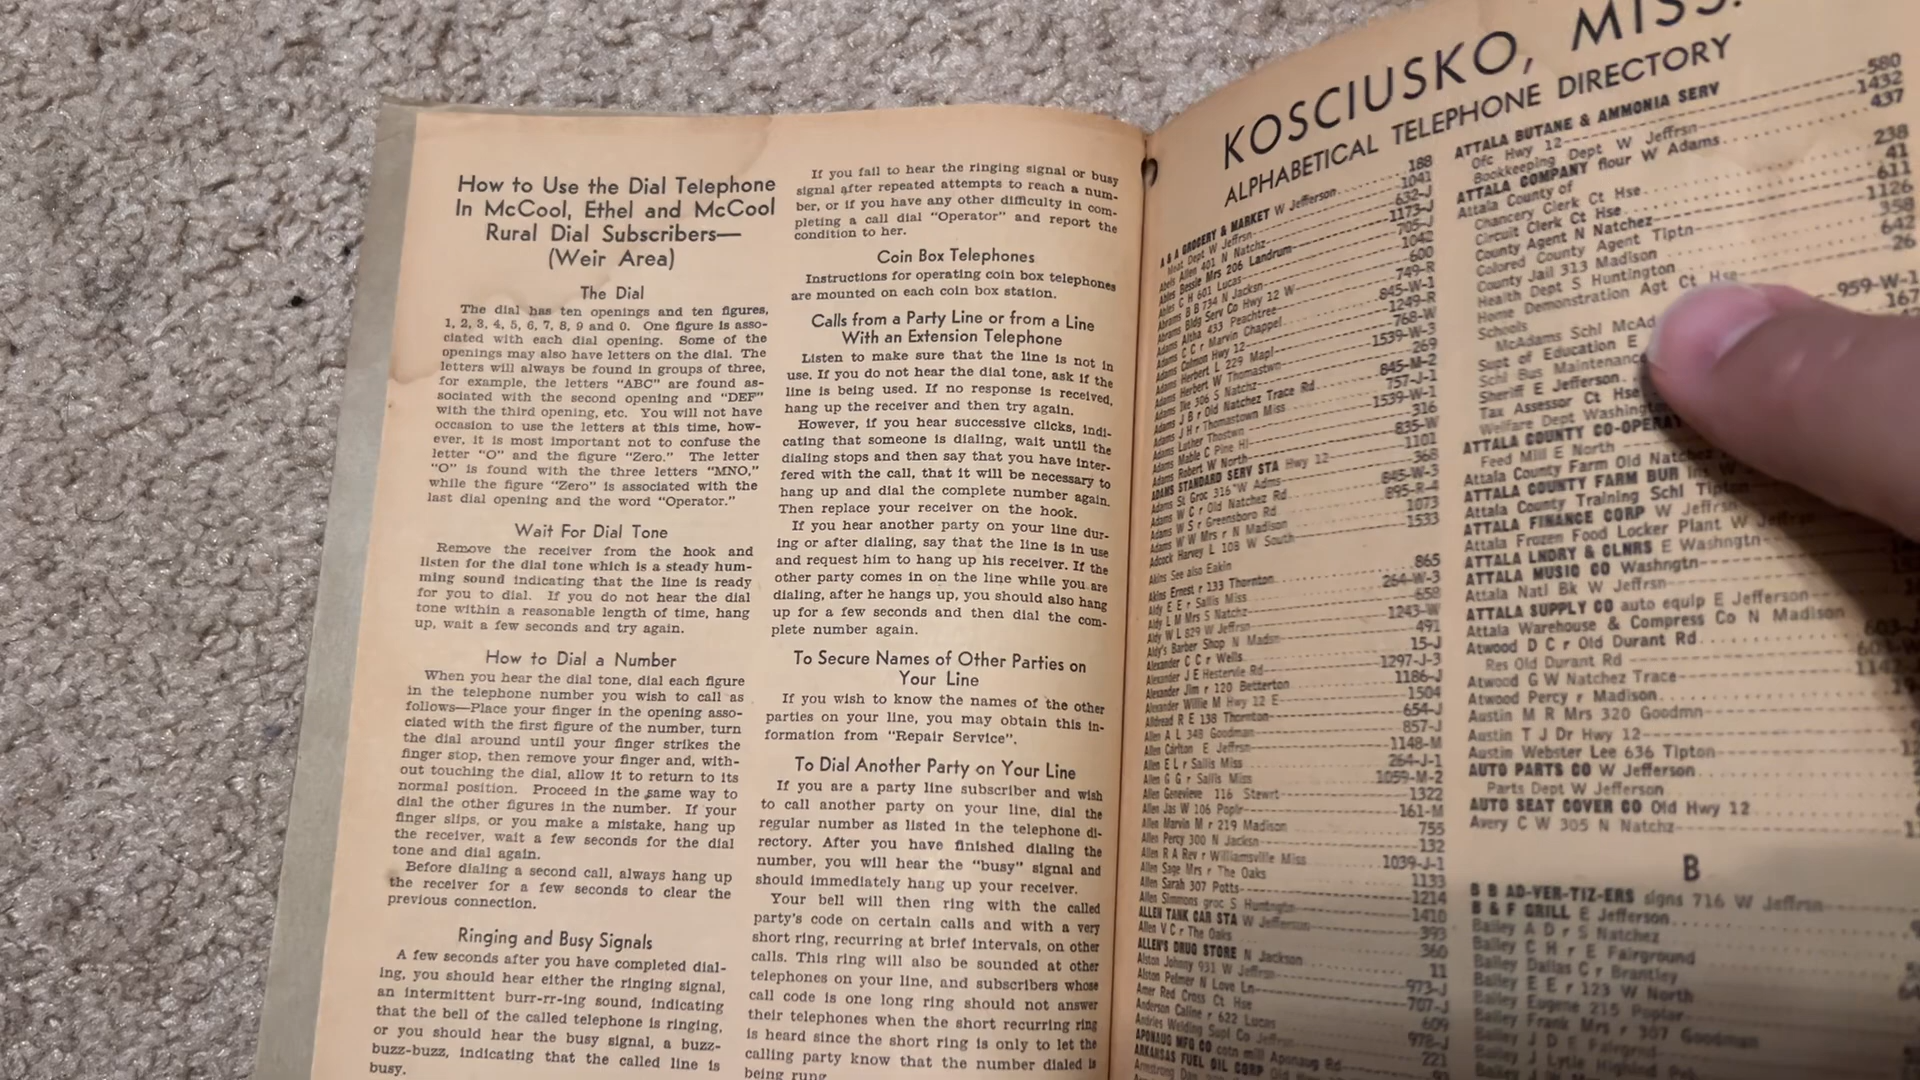 How to Use the Dial Telephone
In McCool, Ethel and McCool
Rural Dial Subscribers—
(Weir Area)
The Dial
The dial has ten openings and ten figures,
1, 2, 3, 4, 5, 6, 7, 8, 9 and 0. One figure is asso-
ciated with each dial opening. Some of the
openings may also have letters on the dial. The
letters will always be found in groups of three,
for example, the letters "ABC" are found as-
sociated with the second opening and "DEF"
with the third opening, etc. You will not have
occasion to use the letters at this time, how-
ever, it is most important not to confuse the
letter "O" and the figure "Zero." The letter
"O" is found with the three letters "MNO,"
while the figure "Zero" is associated with the
last dial opening and the word "Operator."
Wait For Dial Tone
Remove the receiver from the hook and
listen for the dial tone which is a steady hum-
ming sound indicating that the line is ready
for you to dial. If you do not hear the dial
tone within a reasonable length of time, hang
up, wait a few seconds and try again.
How to Dial a Number
When you hear the dial tone, dial each figure
in the telephone number you wish to call as
follows—Place your finger in the opening asso-
ciated with the first figure of the number, turn
the dial around until your finger strikes the
finger stop, then remove your finger and, with-
out touching the dial, allow it to return to its
normal position. Proceed in the same way to
dial the other figures in the number. If your
finger slips, or you make a mistake, hang up
the receiver, wait a few seconds for the dial
tone and dial again.
Before dialing a second call, always hang up
the receiver for a few seconds to clear the
previous connection.
Ringing and Busy Signals
A few seconds after you have completed dial-
ing, you should hear either the ringing signal,
an intermittent burr-rr-ing sound, indicating
that the bell of the called telephone is ringing,
or you should hear the busy signal, a buzz-
buzz-buzz, indicating that the called line is
busy.
If you fail to hear the ringing signal or busy
signal after repeated attempts to reach a num-
ber, or if you have any other difficulty in com-
pleting a call dial "Operator" and report the
condition to her.
Coin Box Telephones
Instructions for operating coin box telephones
are mounted on each coin box station.
Calls from a Party Line or from a Line
With an Extension Telephone
Listen to make sure that the line is not in
use. If you do not hear the dial tone, ask if the
line is being used. If no response is received,
hang up the receiver and then try again.
However, if you hear successive clicks, indi-
cating that someone is dialing, wait until the
dialing stops and then say that you have inter-
fered with the call, that it will be necessary to
hang up and dial the complete number again.
Then replace your receiver on the hook.
If you hear another party on your line dur-
ing or after dialing, say that the line is in use
and request him to hang up his receiver. If the
other party comes in on the line while you are
dialing, after he hangs up, you should also hang
up for a few seconds and then dial the com-
plete number again.
To Secure Names of Other Parties on
Your Line
If you wish to know the names of the other
parties on your line, you may obtain this in-
formation from "Repair Service".
To Dial Another Party on Your Line
If you are a party line subscriber and wish
to call another party on your line, dial the
regular number as listed in the telephone di-
rectory. After you have finished dialing the
number, you will hear the "busy" signal and
should immediately hang up your receiver.
Your bell will then ring with the called
party's code on certain calls and with a very
short ring, recurring at brief intervals, on other
calls. This ring will also be sounded at other
telephones on your line, and subscribers whose
call code is one long ring should not answer
their telephones when the short recurring ring
is heard since the short ring is only to let the
calling party know that the number dialed is
being rung
KOSCIUSKO, MISS.
ALPHABETICAL TELEPHONE DIRECTORY
A & A GROCERY & MARKET W Jefferson 188
Meat Dept W Jeffrsn 1041
Abels Allen 401 N Natchz 632-J
Ables Bessie Mrs 206 Landrum 1173-J
Ables C H 601 Lucas 705-J
Abrams B B 734 N Jacksn 1042
Abrams Bldg Serv Co Hwy 12 W 600
Adams Altha 433 Peachtree 749-R
Adams C C r Marvin Chappel 845-W-1
Adams Colmon Hwy 12 1249-R
Adams Herbert L 229 Mapl 768-W
Adams Herbert W Thomastwn 1539-W-3
Adams Ike 306 S Natchz 269
Adams J B r Old Natchez Trace Rd 845-M-2
Adams J H r Thomastown Miss 757-J-1
Adams Luther Thostwn 1539-W-1
Adams Mable C Pine Hl 316
Adams Robert W North 835-W
ADAMS STANDARD SERV STA Hwy 12 1101
Adams St Groc 316 W Adms 368
Adams W C r Old Natchez Rd 845-W-3
Adams W S r Greensboro Rd 895-R-4
Adams W W Mrs r N Madison 1073
Adcock Harvey L 108 W South 1533
Akins See also Eakin
Akins Ernest r 133 Thornton 865
Aldy E E r Sallis Miss 264-W-3
Aldy L M Mrs S Natchz 658
Aldy W L 829 W Jeffrsn 1243-W
Aldy's Barber Shop N Madsn 491
Alexander C C r Wells 15-J
Alexander J E Hesterville Rd 1297-J-3
Alexander Jim r 120 Betterton 1186-J
Alexander Willie M Hwy 12 E 1504
Alldread R E 138 Thornton 654-J
Allen A L 348 Goodman 857-J
Allen Carlton E Jeffrsn 1148-M
Allen E L r Sallis Miss 264-J-1
Allen G G r Sallis Miss 1059-M-2
Allen Genevieve 116 Stewrt 1322
Allen Jas W 106 Poplr 161-M
Allen Marvin M r 219 Madison 755
Allen Percy 300 N Jacksn 132
Allen R A Rev r Williamsville Miss 1039-J-1
Allen Sage Mrs r The Oaks 1133
Allen Sarah 307 Potts 1214
Allen Simmons groc S Huntngtn 1410
ALLEN TANK CAR STA W Jefferson 393
Allen V C r The Oaks 360
ALLEN'S DRUG STORE N Jackson 11
Alston Johnny 931 W Jeffrsn 973-J
Alston Pelmer N Love Ln 707-J
Amer Red Cross Ct Hse 609
Anderson Caline r 622 Lucas 978-J
Andries Welding Supl Co Jeffrsn 221
APONAUG MFG CO cotn mill Aponaug Rd
ARKANSAS FUEL OIL CORP Old
Armstrong
ATTALA BUTANE & AMMONIA SERV
Ofc Hwy 12 580
Bookkeeping Dept W Jeffrsn 1432
ATTALA COMPANY flour W Adams 437
Attala County of
Chancery Clerk Ct Hse 238
Circuit Clerk Ct Hse 41
County Agent N Natchez 611
Colored County Agent Tiptn 1126
County Jail 313 Madison 358
Health Dept S Huntington 642
Home Demonstration Agt Ct Hse 26
Schools
McAdams Schl McAd 959-W-1
Supt of Education E 167
Schl Bus Maintenance
Sheriff E Jefferson
Tax Assessor Ct Hse
Welfare Dept Washingt
ATTALA COUNTY CO-OPERA
Feed Mill E North
Attala County Farm Old Natchez
ATTALA COUNTY FARM BUR
Attala County Training Schl Tipton
ATTALA FINANCE CORP W Jeffrsn
Attala Frozen Food Locker Plant W Jeffrsn
ATTALA LNDRY & CLNRS E Washngtn
ATTALA MUSIC CO Washngtn
Attala Natl Bk W Jeffrsn
ATTALA SUPPLY CO auto equip E Jefferson
Attala Warehouse & Compress Co N Madison
Atwood D C r Old Durant Rd
Res Old Durant Rd
Atwood G W Natchez Trace
Atwood Percy r Madison
Austin M R Mrs 320 Goodmn
Austin T J Dr Hwy 12
Austin Webster Lee 636 Tipton
AUTO PARTS CO W Jefferson
Parts Dept W Jefferson
AUTO SEAT COVER CO Old Hwy 12
Avery C W 305 N Natchz
B
B B AD-VER-TIZ-ERS signs 716 W Jeffrsn
B & F GRILL E Jefferson
Bailey A D r S Natchez
Bailey C H r E Fairground
Bailey Dallas C r Brantley
Bailey E E r 123 W North
Bailey Eugene 215 Poplar
Bailey Frank Mrs r 307 Goodman
Bailey J D E Fairgrnd
Bailey J Lytle Highlnd